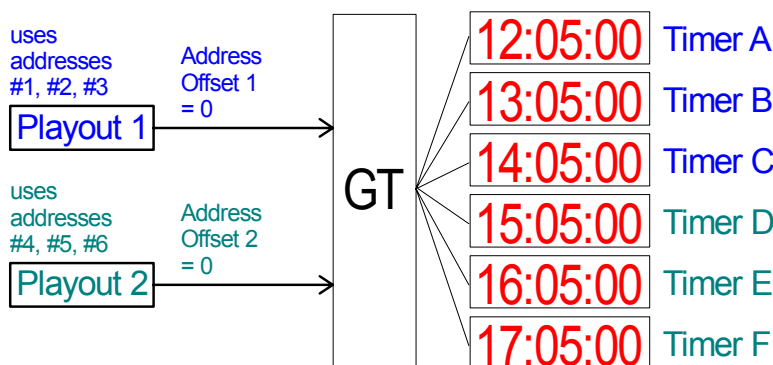 uses
addresses
#1, #2, #3
Playout 1
Address
Offset 1
= 0
uses
addresses
#4, #5, #6
Playout 2
Address
Offset 2
= 0
GT
12:05:00 Timer A
13:05:00 Timer B
14:05:00 Timer C
15:05:00 Timer D
16:05:00 Timer E
17:05:00 Timer F